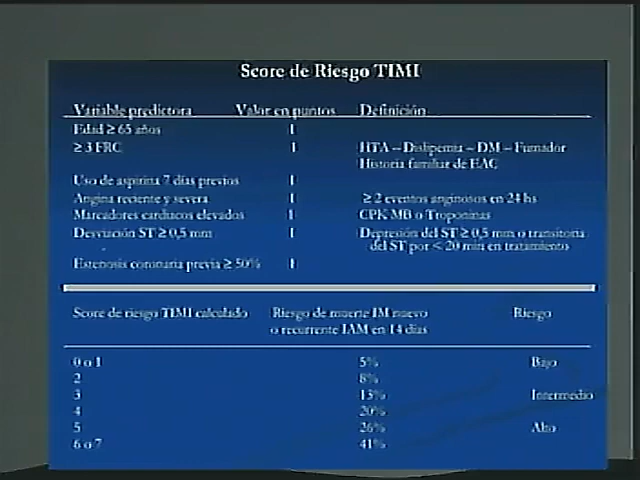 Score de Riesgo TIMI
Variable predictora Valor en puntos Definición
Edad ≥ 65 años 1
≥ 3 FRC 1 HTA – Dislipemia – DM – Fumador
Historia familiar de EAC
Uso de aspirina 7 días previos 1
Angina reciente y severa 1 ≥ 2 eventos anginosos en 24 hs
Marcadores cardíacos elevados 1 CPK-MB o Troponinas
Desviación ST ≥ 0,5 mm 1 Depresión del ST ≥ 0,5 mm o transitoria
del ST por < 20 min en tratamiento
Estenosis coronaria previa ≥ 50% 1
Score de riesgo TIMI calculado Riesgo de muerte IM nuevo Riesgo
o recurrente IAM en 14 días
0 o 1 5% Bajo
2 8%
3 13% Intermedio
4 20%
5 26% Alto
6 o 7 41%